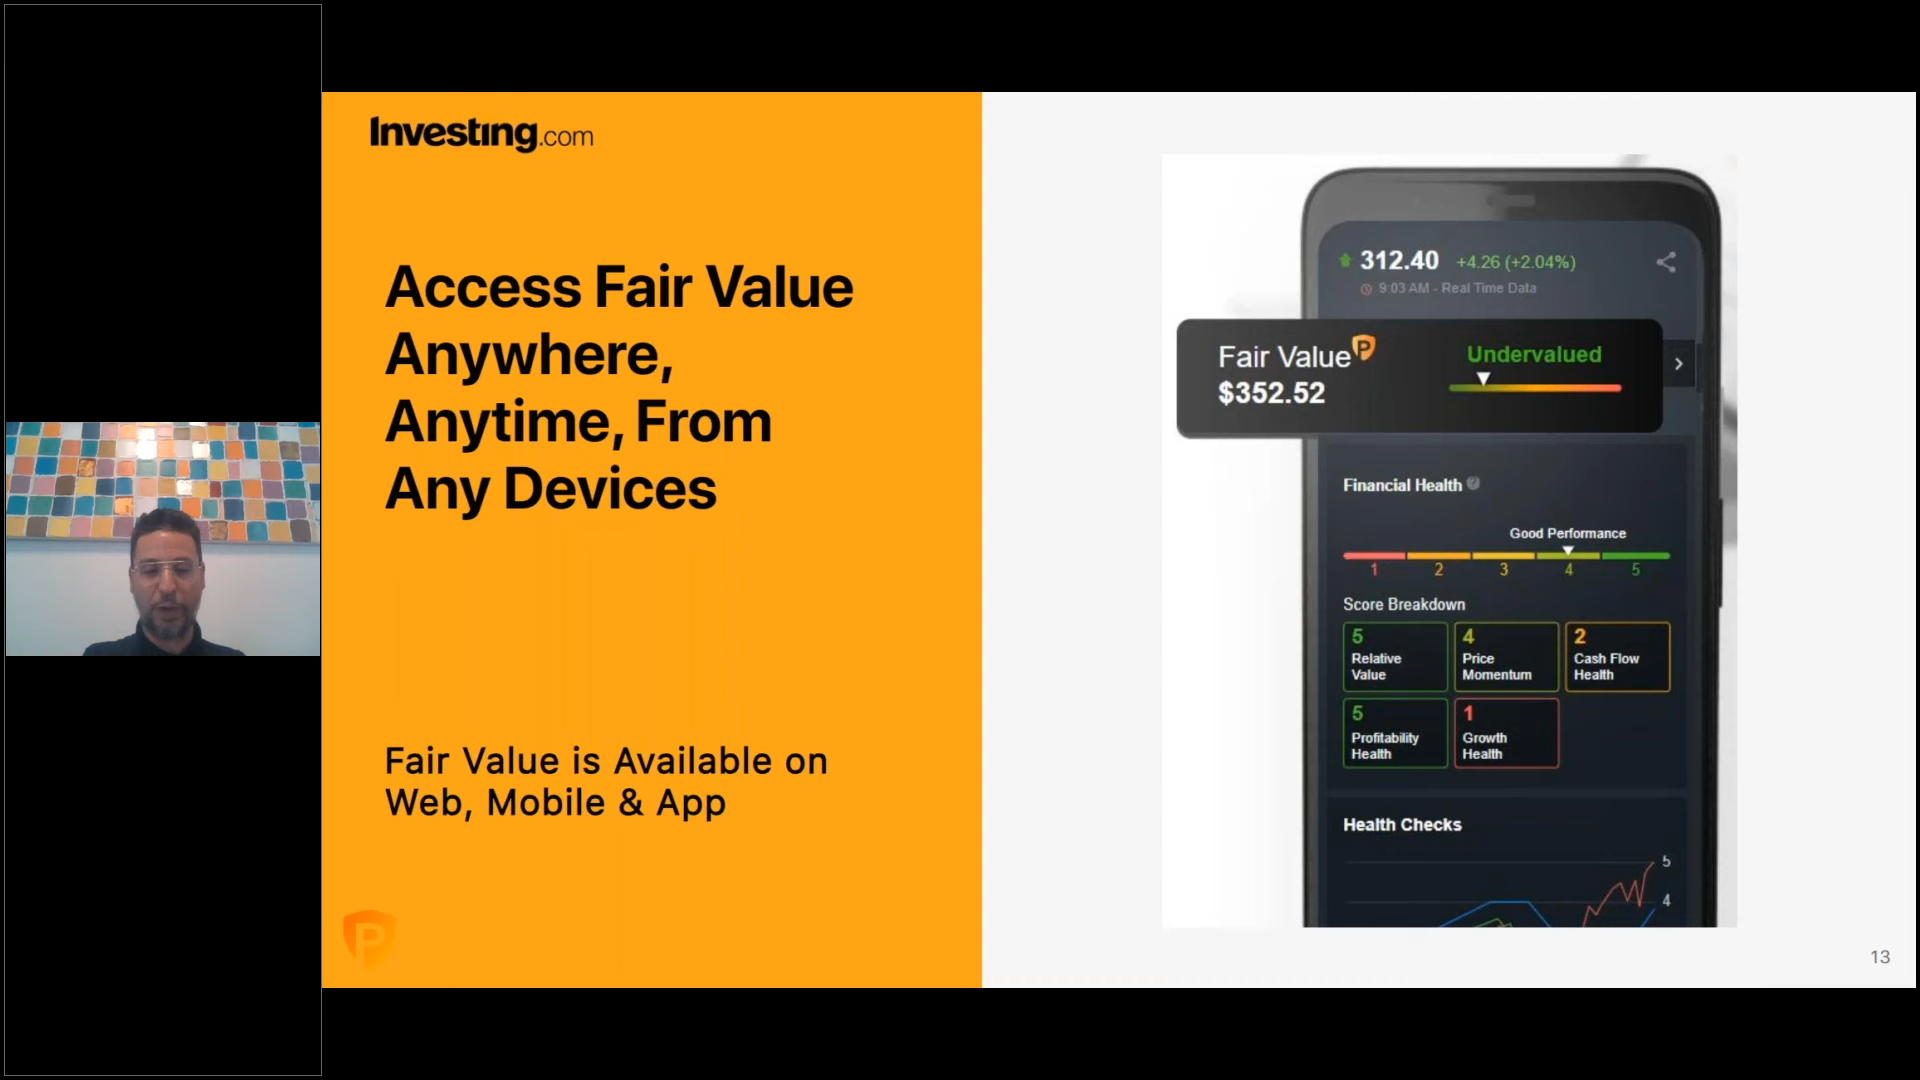 Investing.com
Access Fair Value
Anywhere,
Anytime, From
Any Devices
Fair Value is Available on
Web, Mobile & App
P
312.40 +4.26 (+2.04%)
9:03 AM - Real Time Data
Fair Value P Undervalued
$352.52
Financial Health ?
Good Performance
1 2 3 4 5
Score Breakdown
5 Relative Value
4 Price Momentum
2 Cash Flow Health
5 Profitability Health
1 Growth Health
Health Checks
5
4
13